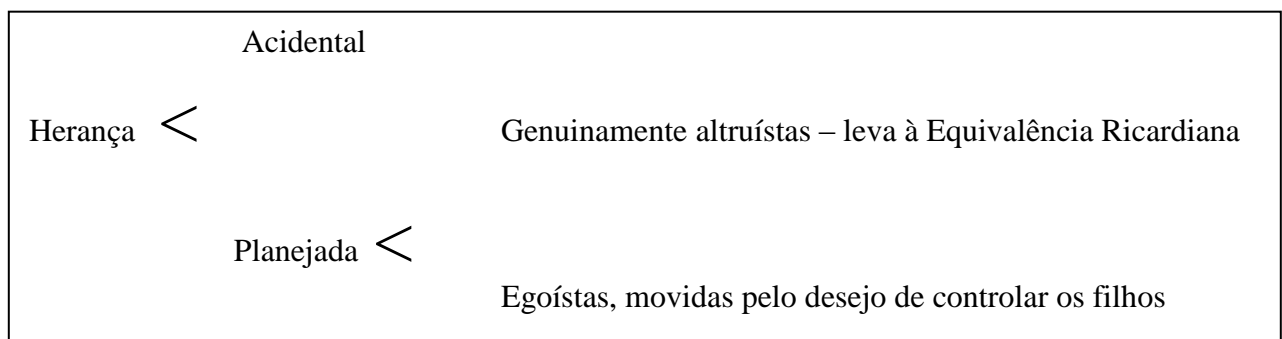 Acidental
Herança < Genuinamente altruístas – leva à Equivalência Ricardiana
Planejada <
Egoístas, movidas pelo desejo de controlar os filhos